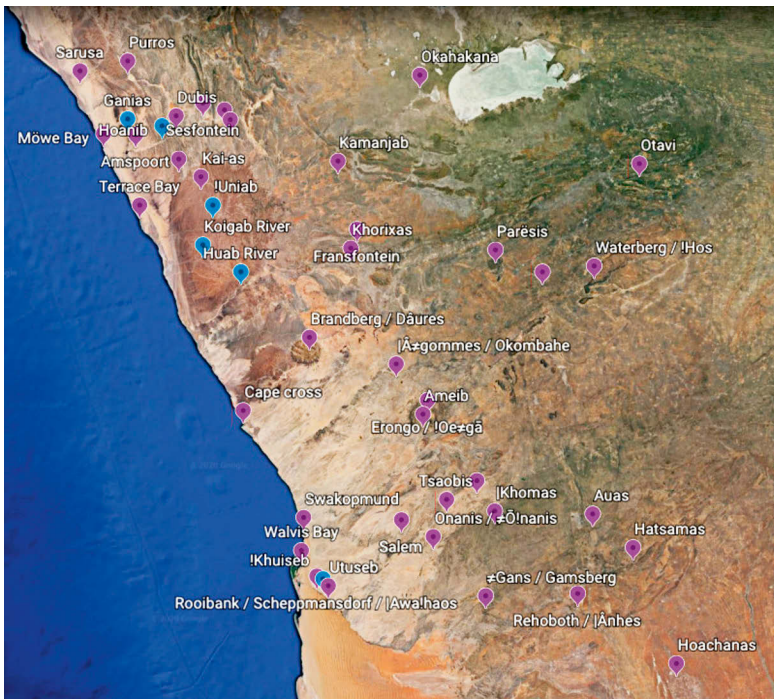 Purros
Sarusa
Okahakana
Ganias
Dubis
Möwe Bay
Hoanib
Sesfontein
Kamanjab
Otavi
Amspoort
Kai-as
Terrace Bay
!Uniab
Koigab River
Khorixas
Parësis
Huab River
Fransfontein
Waterberg / !Hos
Brandberg / Dâures
|Â≠gommes / Okombahe
Cape cross
Ameib
Erongo / !Oe≠gā
Tsaobis
|Khomas
Swakopmund
Auas
Onanis / ≠Ō!nanis
Walvis Bay
Salem
Hatsamas
!Khuiseb
Utuseb
≠Gans / Gamsberg
Rooibank / Scheppmansdorf / |Awa!haos
Rehoboth / |Ânhes
Hoachanas